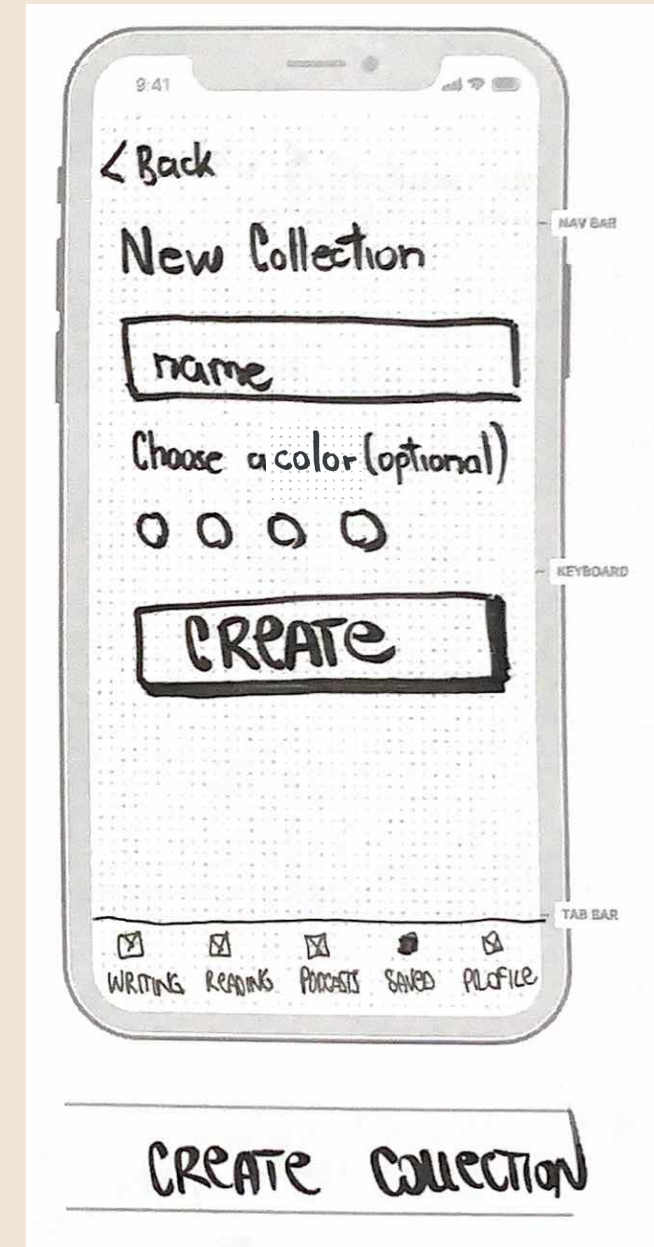 9:41
< Back
NAV BAR
New Collection
name
Choose a color (optional)
KEYBOARD
CREATE
TAB BAR
WRITING READING PODCASTS SAVED PROFILE
CREATE COLLECTION